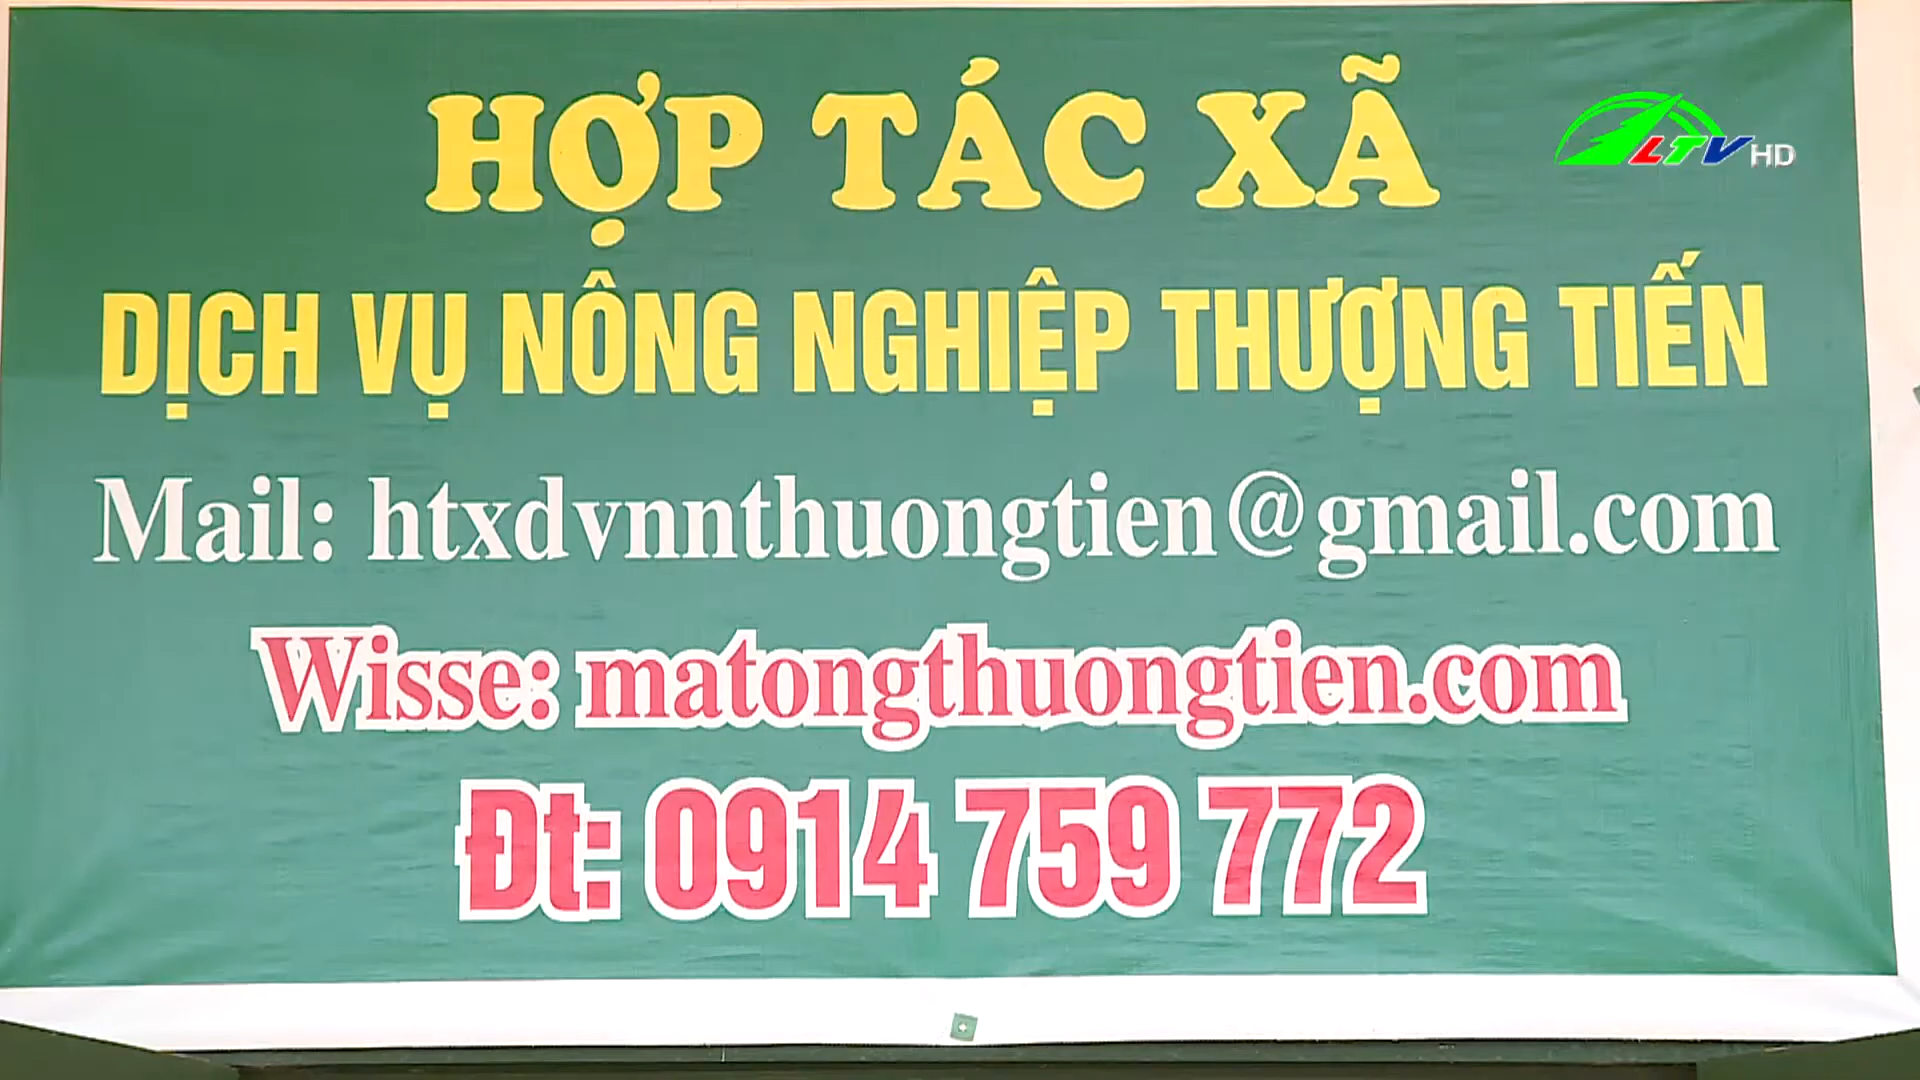 HỢP TÁC XÃ
LTV HD
DỊCH VỤ NÔNG NGHIỆP THƯỢNG TIẾN
Mail: htxdvnnthuongtien@gmail.com
Wisse: matongthuongtien.com
Đt: 0914 759 772